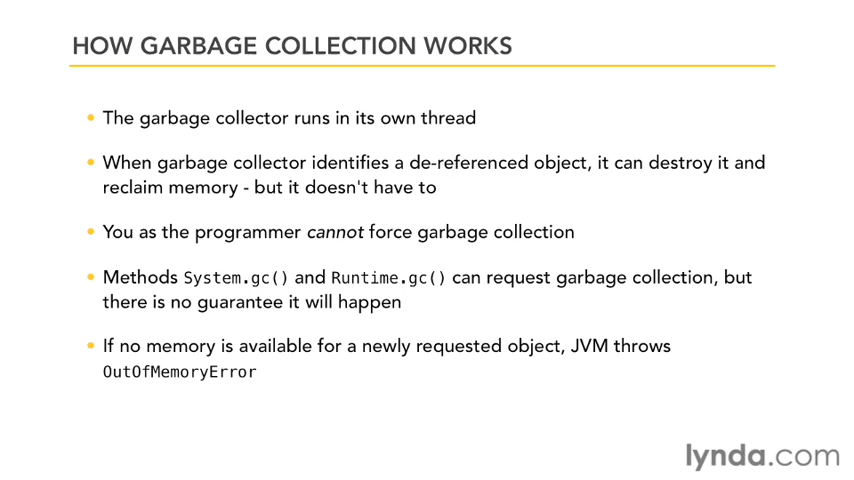 HOW GARBAGE COLLECTION WORKS
• The garbage collector runs in its own thread
• When garbage collector identifies a de-referenced object, it can destroy it and
reclaim memory - but it doesn't have to
• You as the programmer cannot force garbage collection
• Methods System.gc() and Runtime.gc() can request garbage collection, but
there is no guarantee it will happen
• If no memory is available for a newly requested object, JVM throws
OutOfMemoryError
lynda.com